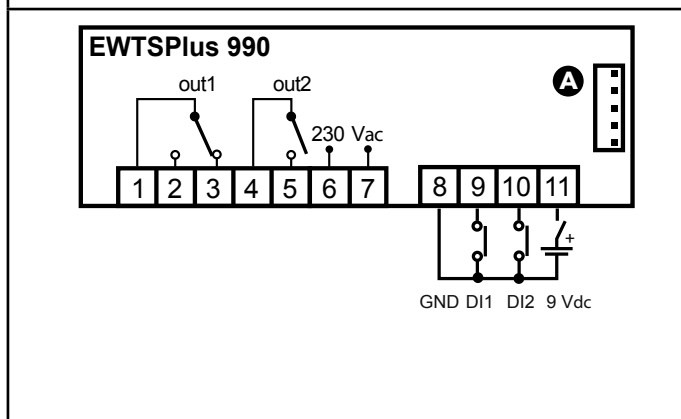 EWTSPlus 990
A
out1 out2
230 Vac
1 2 3 4 5 6 7 8 9 10 11
+
GND DI1 DI2 9 Vdc